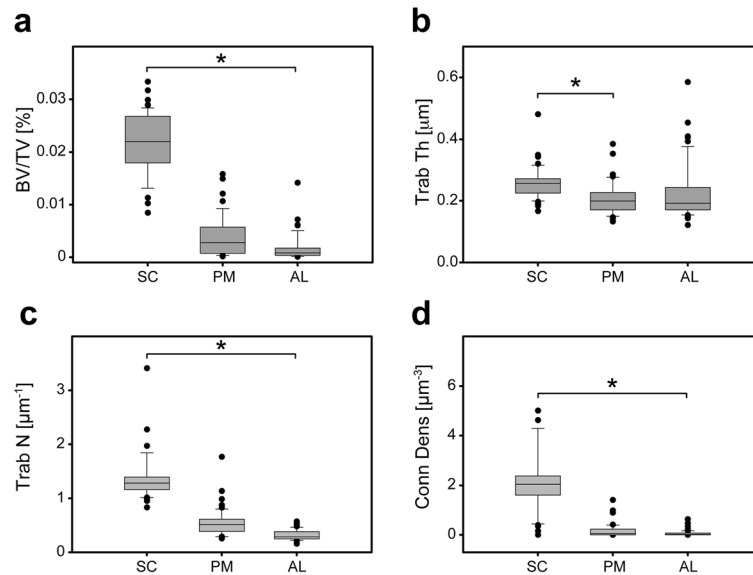 a
*
BV/TV [%]
0.03
0.02
0.01
0
SC PM AL
b
*
Trab Th [µm]
0.6
0.4
0.2
0.0
SC PM AL
c
*
Trab N [µm⁻¹]
3
2
1
0
SC PM AL
d
*
Conn Dens [µm⁻³]
6
4
2
0
SC PM AL